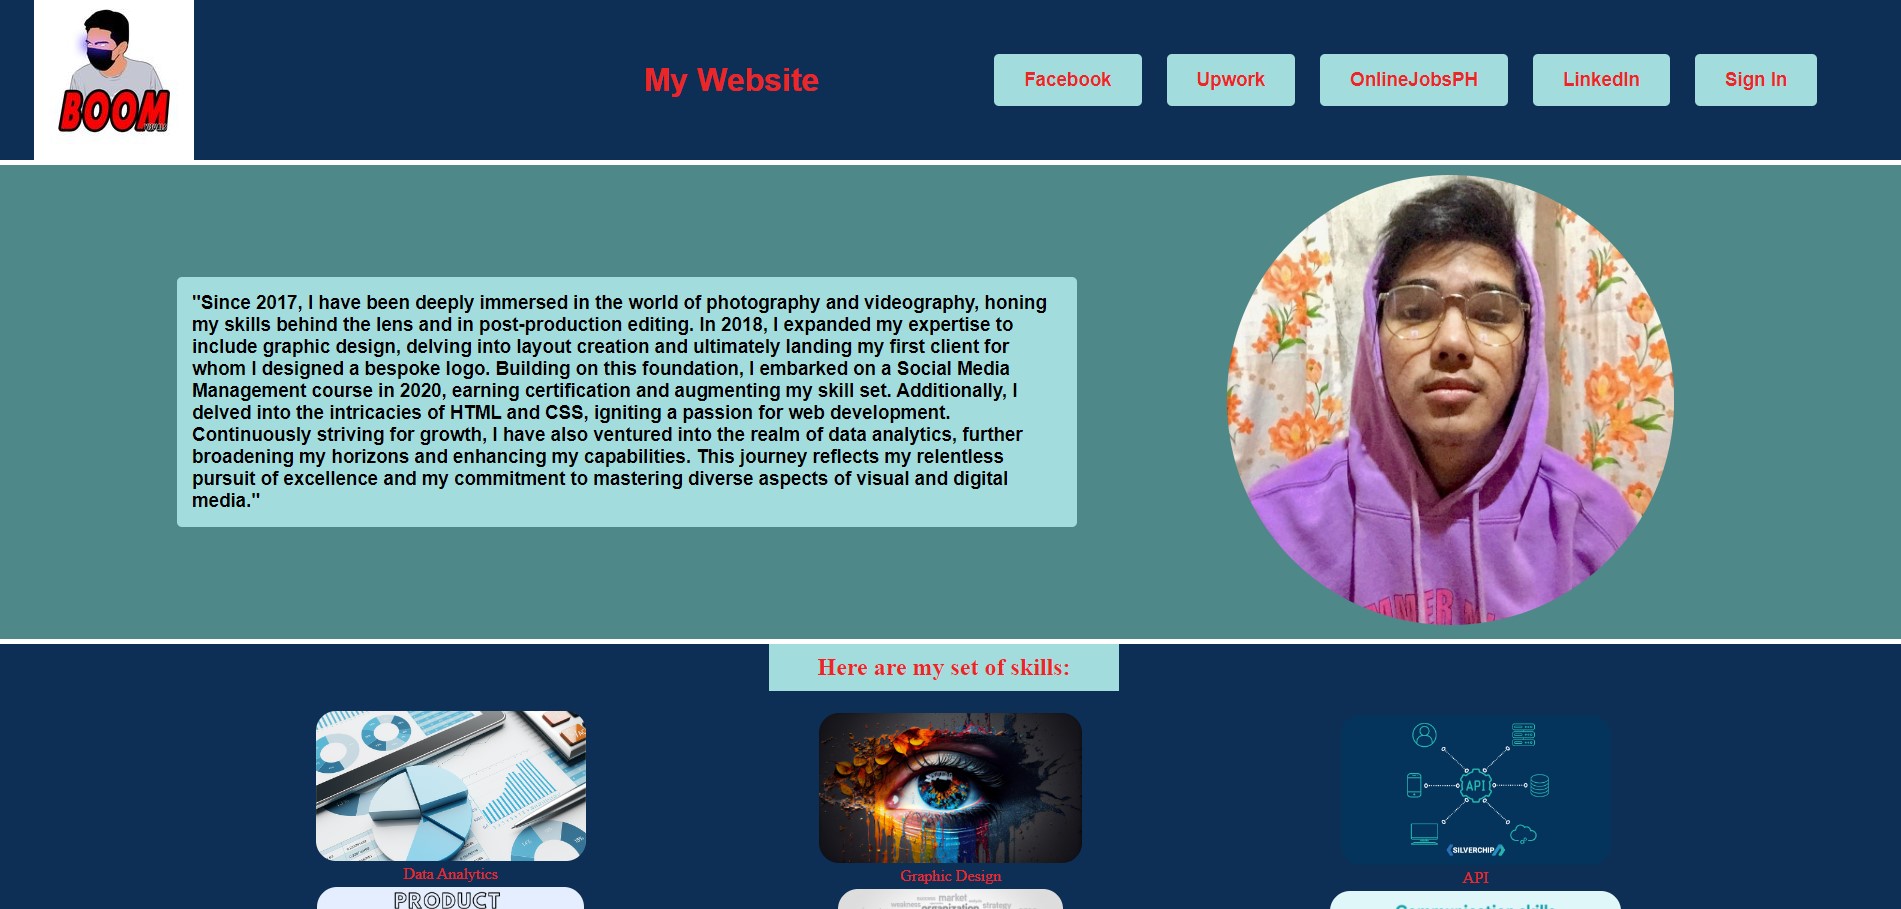 BOOM
My Website
Facebook
Upwork
OnlineJobsPH
LinkedIn
Sign In
"Since 2017, I have been deeply immersed in the world of photography and videography, honing
my skills behind the lens and in post-production editing. In 2018, I expanded my expertise to
include graphic design, delving into layout creation and ultimately landing my first client for
whom I designed a bespoke logo. Building on this foundation, I embarked on a Social Media
Management course in 2020, earning certification and augmenting my skill set. Additionally, I
delved into the intricacies of HTML and CSS, igniting a passion for web development.
Continuously striving for growth, I have also ventured into the realm of data analytics, further
broadening my horizons and enhancing my capabilities. This journey reflects my relentless
pursuit of excellence and my commitment to mastering diverse aspects of visual and digital
media."
Here are my set of skills:
API
SILVERCHIP
Data Analytics
Graphic Design
API
PRODUCT
market
weakness
organization
strategy
Communication skills